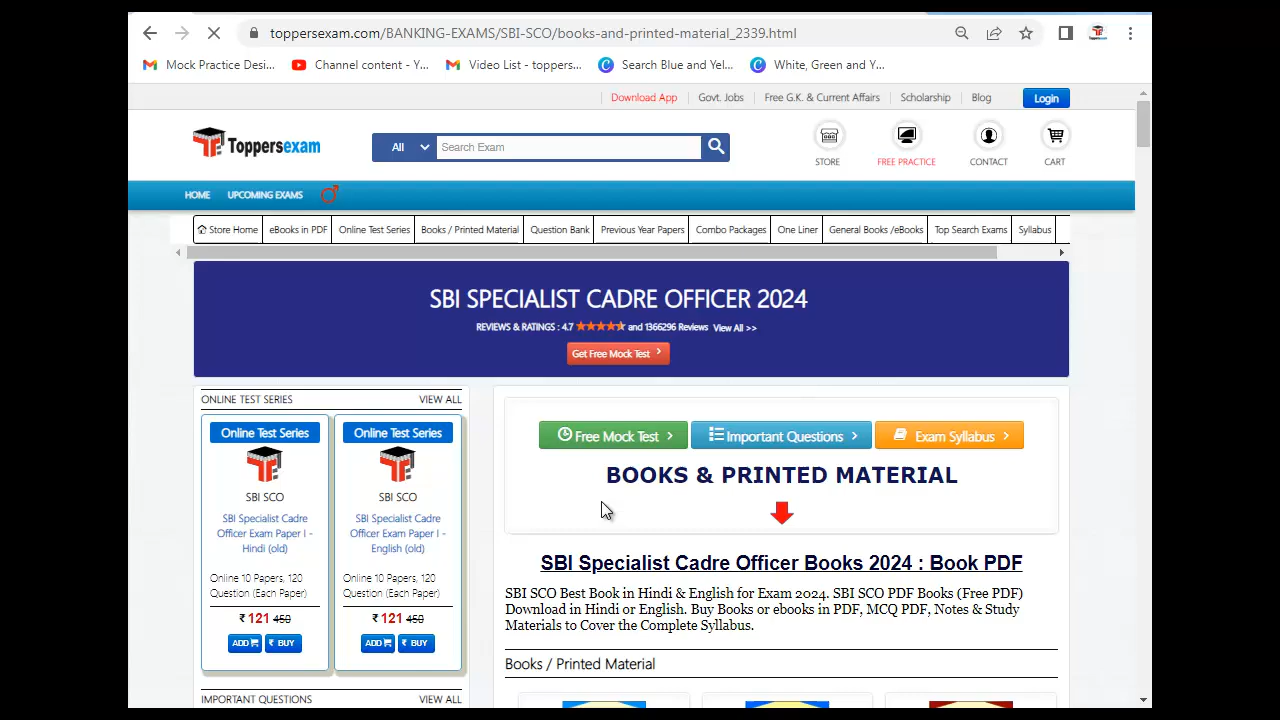 toppersexam.com/BANKING-EXAMS/SBI-SCO/books-and-printed-material_2339.html
Mock Practice Desi... Channel content - Y... Video List - toppers... Search Blue and Yel... White, Green and Y...
Download App Govt. Jobs Free G.K. & Current Affairs Scholarship Blog Login
Toppersexam All Search Exam
STORE FREE PRACTICE CONTACT CART
HOME UPCOMING EXAMS
Store Home eBooks in PDF Online Test Series Books / Printed Material Question Bank Previous Year Papers Combo Packages One Liner General Books /eBooks Top Search Exams Syllabus
SBI SPECIALIST CADRE OFFICER 2024
REVIEWS & RATINGS : 4.7 and 1366296 Reviews View All >>
Get Free Mock Test
ONLINE TEST SERIES VIEW ALL
Online Test Series
SBI SCO
SBI Specialist Cadre
Officer Exam Paper I -
Hindi (old)
Online 10 Papers, 120
Question (Each Paper)
₹ 121 450
ADD ₹ BUY
Online Test Series
SBI SCO
SBI Specialist Cadre
Officer Exam Paper I -
English (old)
Online 10 Papers, 120
Question (Each Paper)
₹ 121 450
ADD ₹ BUY
IMPORTANT QUESTIONS VIEW ALL
Free Mock Test Important Questions Exam Syllabus
BOOKS & PRINTED MATERIAL
SBI Specialist Cadre Officer Books 2024 : Book PDF
SBI SCO Best Book in Hindi & English for Exam 2024. SBI SCO PDF Books (Free PDF)
Download in Hindi or English. Buy Books or ebooks in PDF, MCQ PDF, Notes & Study
Materials to Cover the Complete Syllabus.
Books / Printed Material